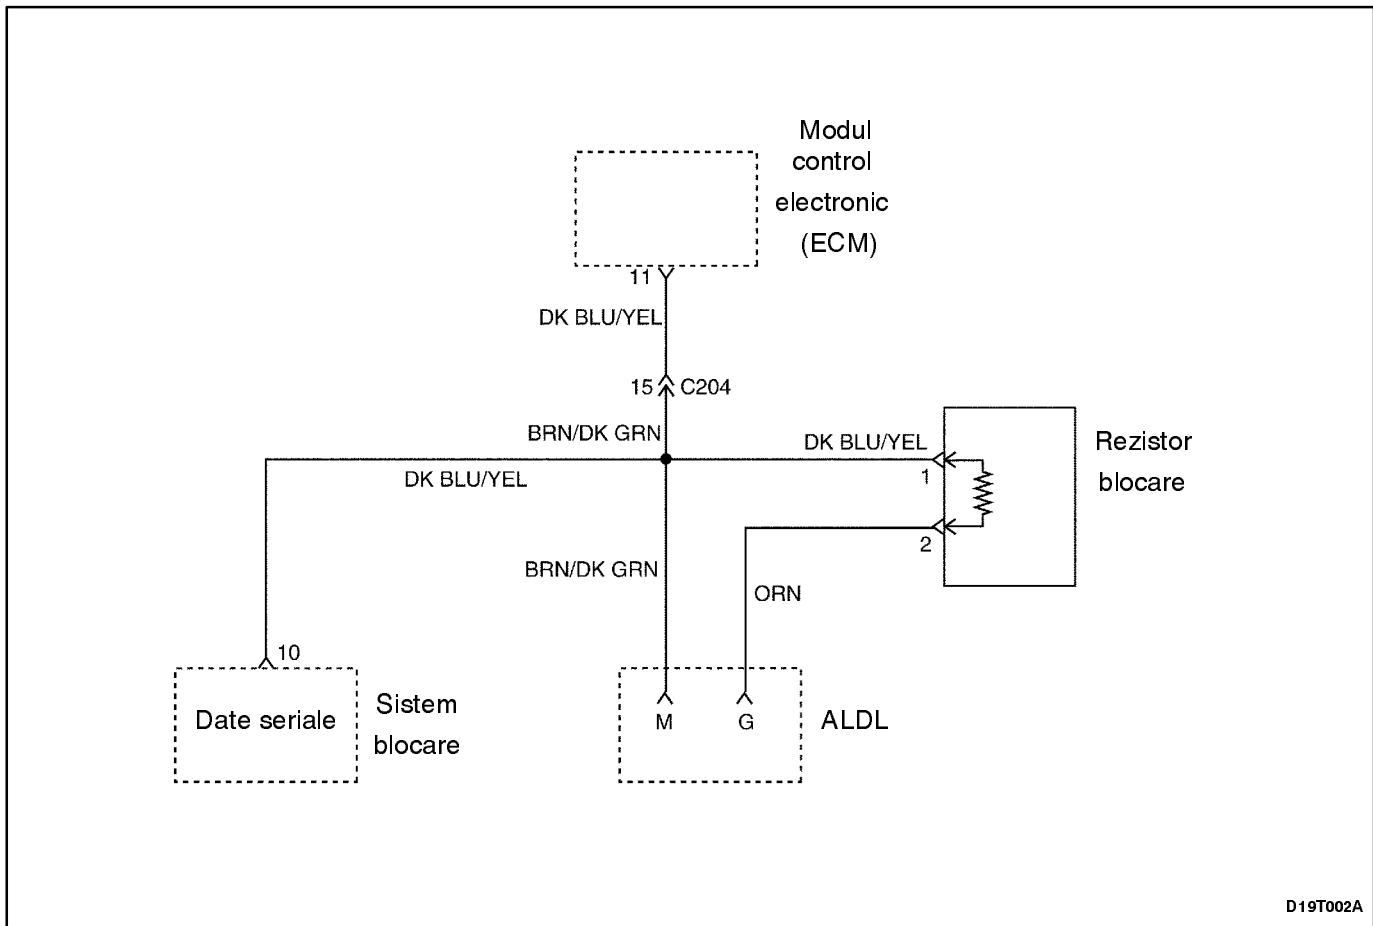 Modul
control
electronic
(ECM)
11
DK BLU/YEL
15 C204
BRN/DK GRN
DK BLU/YEL
DK BLU/YEL
1
Rezistor
blocare
2
BRN/DK GRN
ORN
10
Date seriale
Sistem
blocare
M G
ALDL
D19T002A